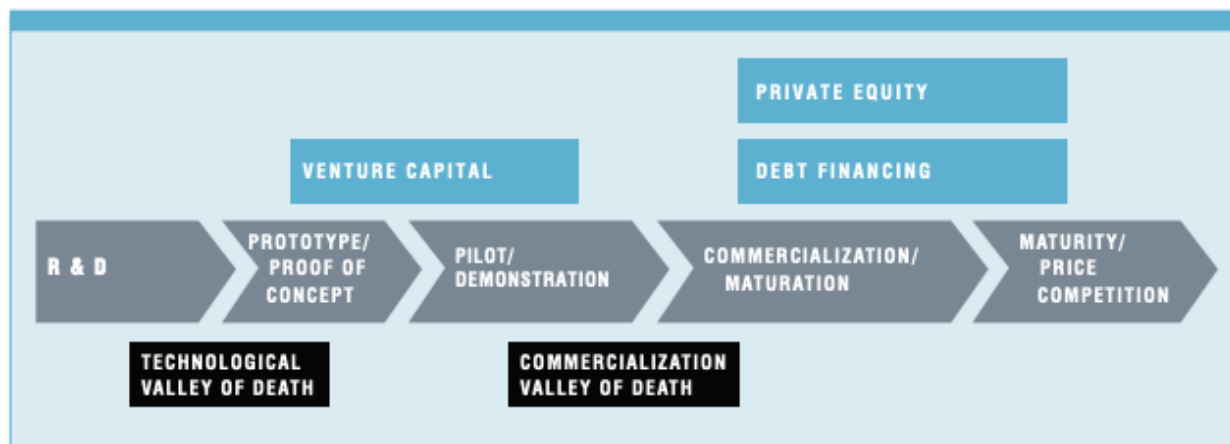 PRIVATE EQUITY
VENTURE CAPITAL
DEBT FINANCING
R & D
PROTOTYPE/
PROOF OF
CONCEPT
PILOT/
DEMONSTRATION
COMMERCIALIZATION/
MATURATION
MATURITY/
PRICE
COMPETITION
TECHNOLOGICAL
VALLEY OF DEATH
COMMERCIALIZATION
VALLEY OF DEATH